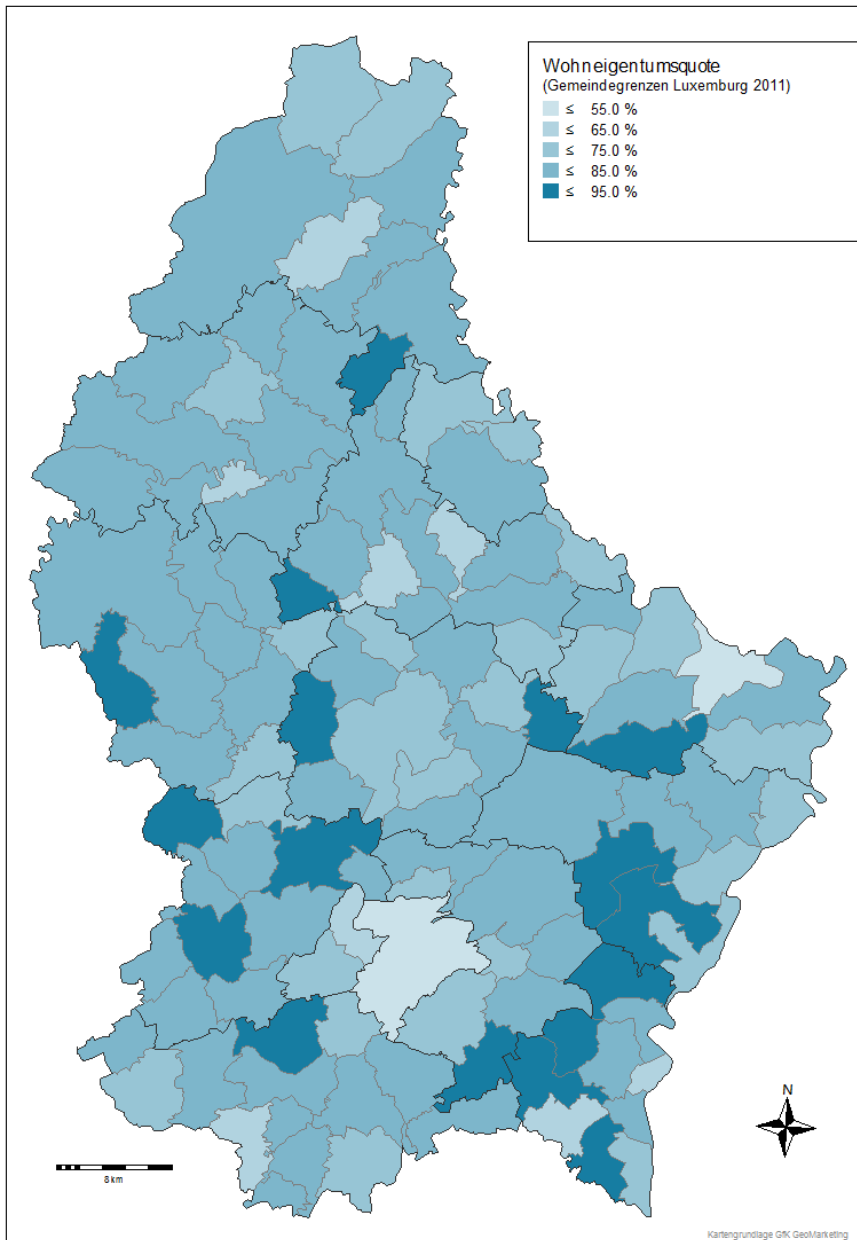 Wohneigentumsquote
(Gemeindegrenzen Luxemburg 2011)
≤ 55.0 %
≤ 65.0 %
≤ 75.0 %
≤ 85.0 %
≤ 95.0 %
N
8 km
Kartengrundlage GfK GeoMarketing